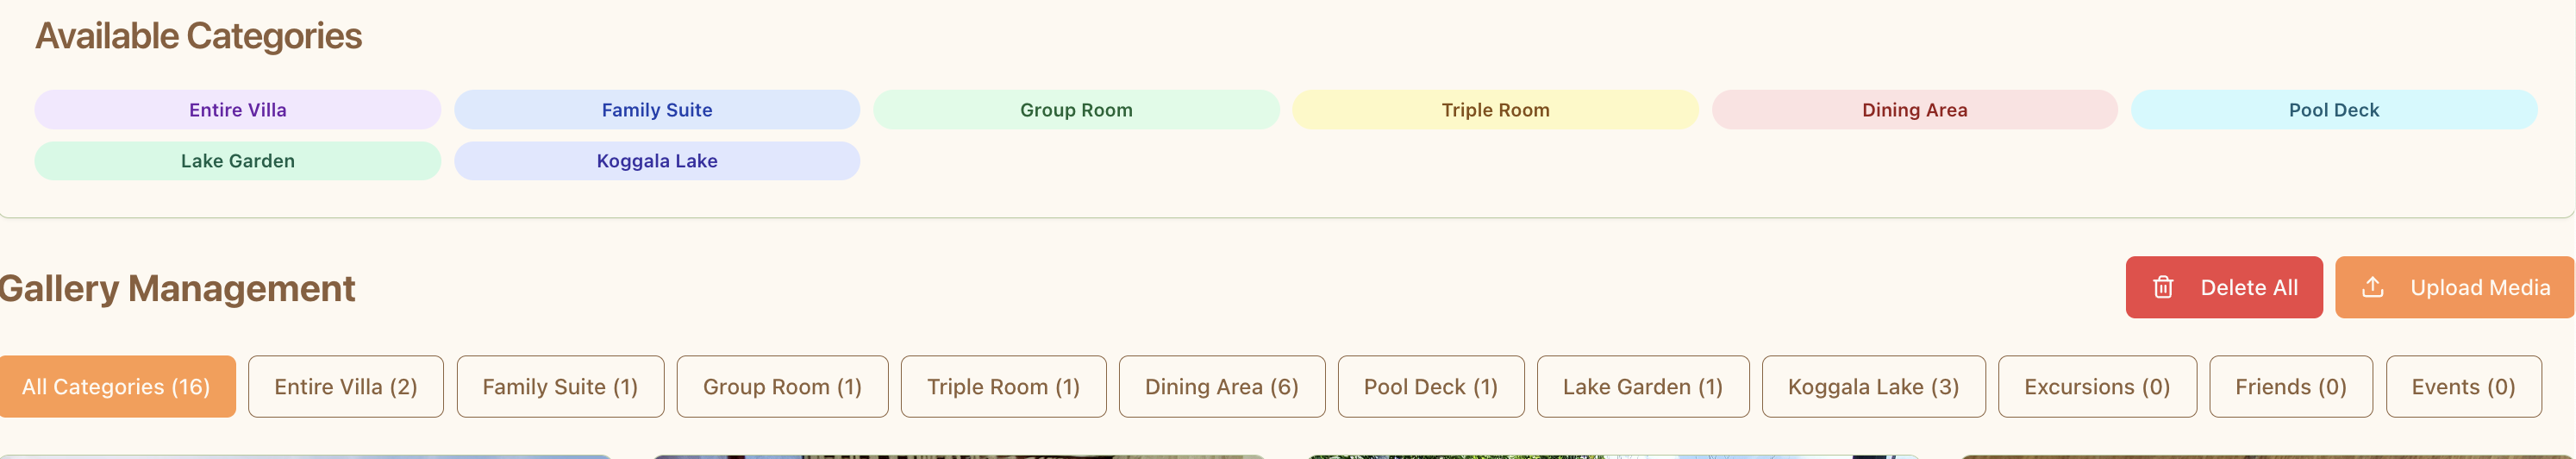 Available Categories
Entire Villa Family Suite Group Room Triple Room Dining Area Pool Deck
Lake Garden Koggala Lake
Gallery Management Delete All Upload Media
All Categories (16) Entire Villa (2) Family Suite (1) Group Room (1) Triple Room (1) Dining Area (6) Pool Deck (1) Lake Garden (1) Koggala Lake (3) Excursions (0) Friends (0) Events (0)